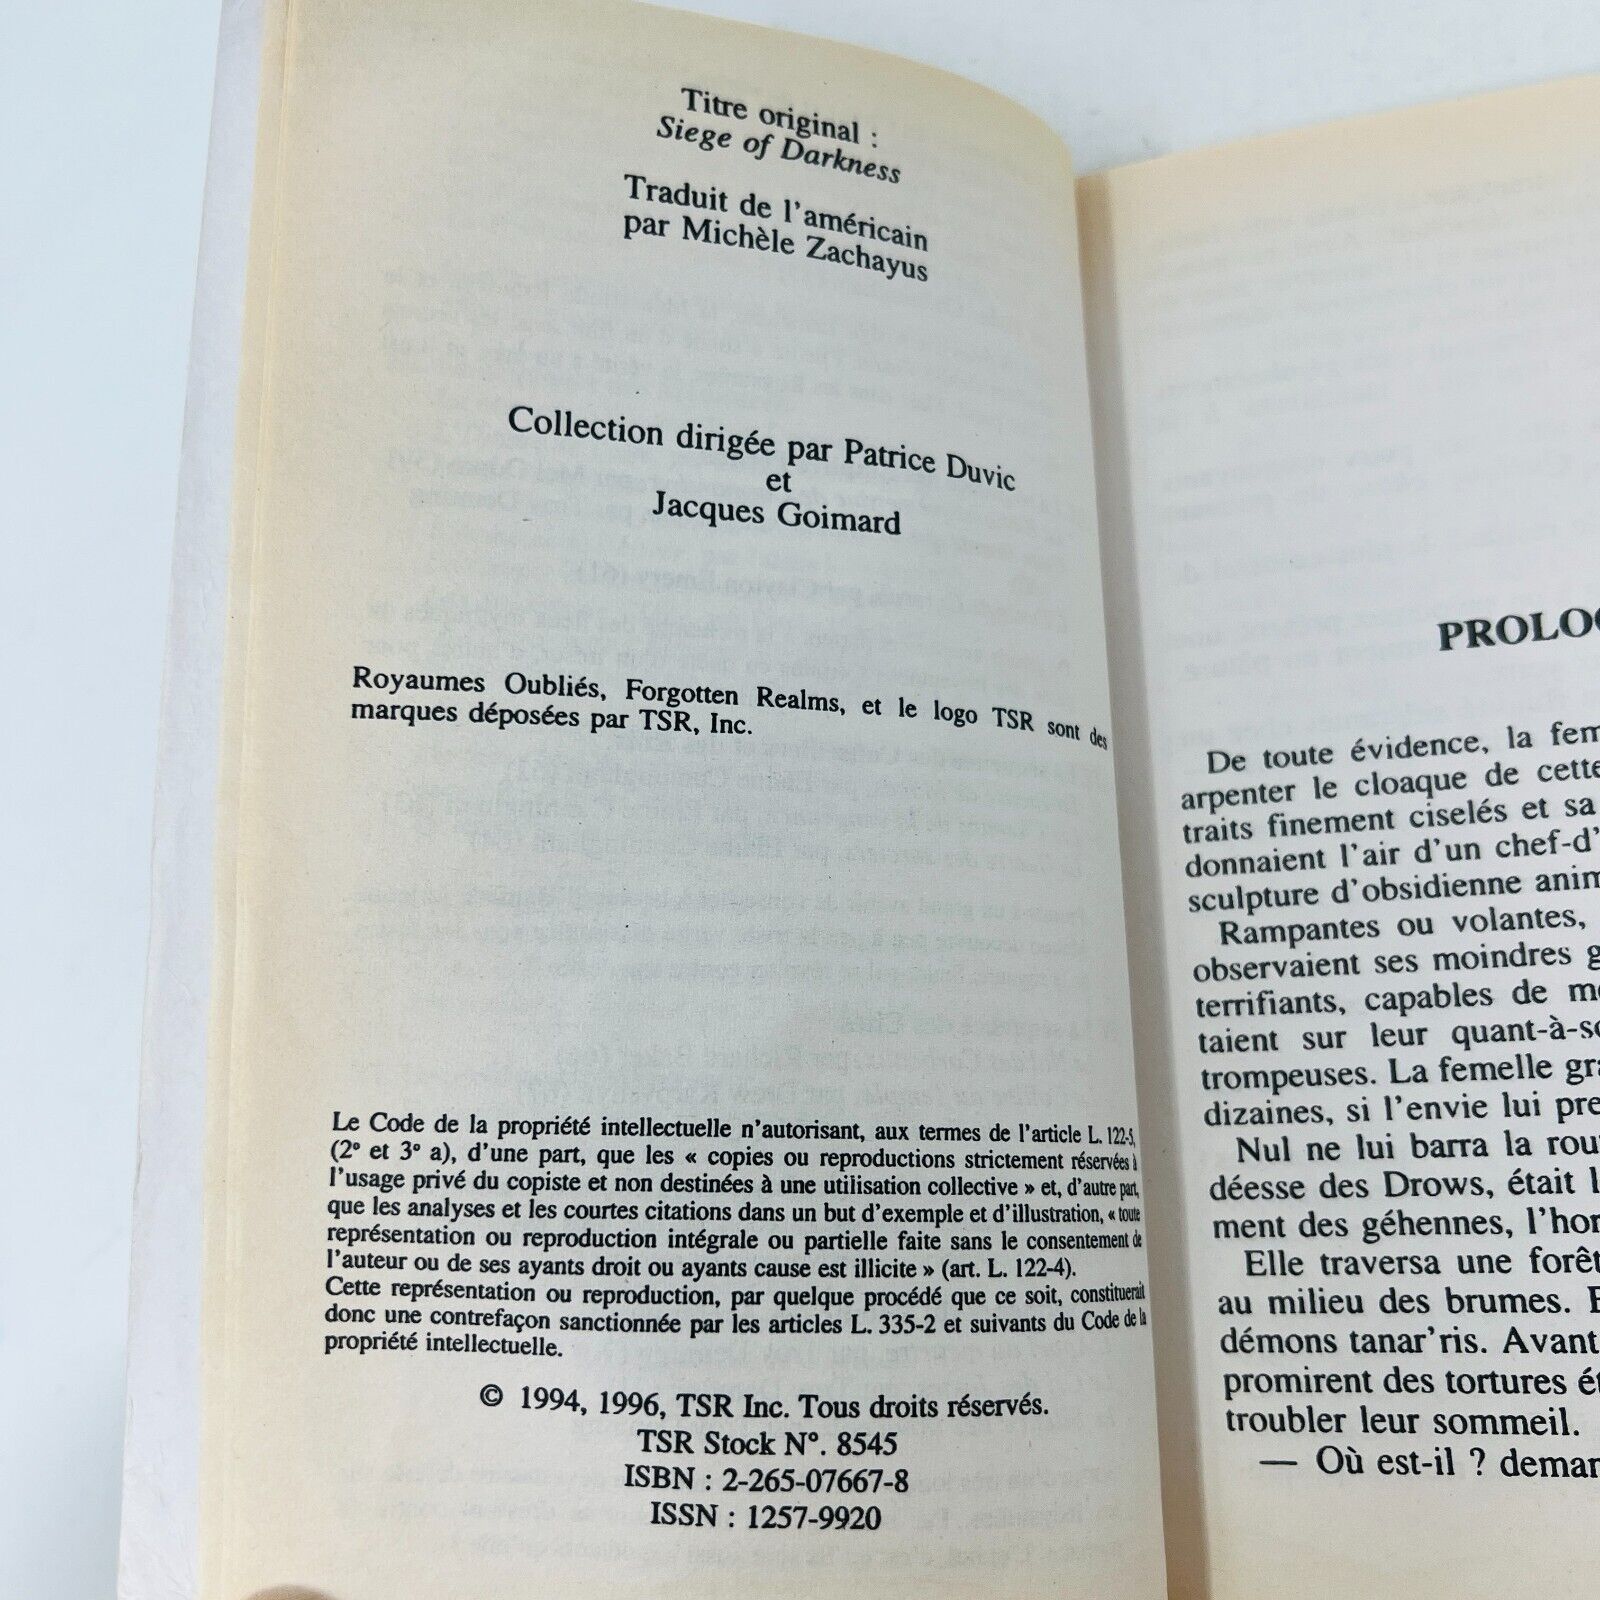 Titre original :
Siege of Darkness
Traduit de l'américain
par Michèle Zachayus
Collection dirigée par Patrice Duvic
et
Jacques Goimard
Royaumes Oubliés, Forgotten Realms, et le logo TSR sont des
marques déposées par TSR, Inc.
Le Code de la propriété intellectuelle n'autorisant, aux termes de l'article L. 122-5,
(2° et 3° a), d'une part, que les « copies ou reproductions strictement réservées à
l'usage privé du copiste et non destinées à une utilisation collective » et, d'autre part,
que les analyses et les courtes citations dans un but d'exemple et d'illustration, « toute
représentation ou reproduction intégrale ou partielle faite sans le consentement de
l'auteur ou de ses ayants droit ou ayants cause est illicite » (art. L. 122-4).
Cette représentation ou reproduction, par quelque procédé que ce soit, constituerait
donc une contrefaçon sanctionnée par les articles L. 335-2 et suivants du Code de la
propriété intellectuelle.
© 1994, 1996, TSR Inc. Tous droits réservés.
TSR Stock N°. 8545
ISBN : 2-265-07667-8
ISSN : 1257-9920
De toute évidence, la
arpenter le cloaque de cette
traits finement ciselés et sa
donnaient l'air d'un chef-d'
sculpture d'obsidienne
Rampantes ou volantes,
observaient ses moindres
terrifiants, capables de
taient sur leur
trompeuses. La femelle
dizaines, si l'envie lui
Nul ne lui barra la
déesse des Drows, était
ment des géhennes,
Elle traversa une forêt
au milieu des brumes.
démons tanar'ris. Avant
promirent des tortures
troubler leur sommeil.
— Où est-il ?